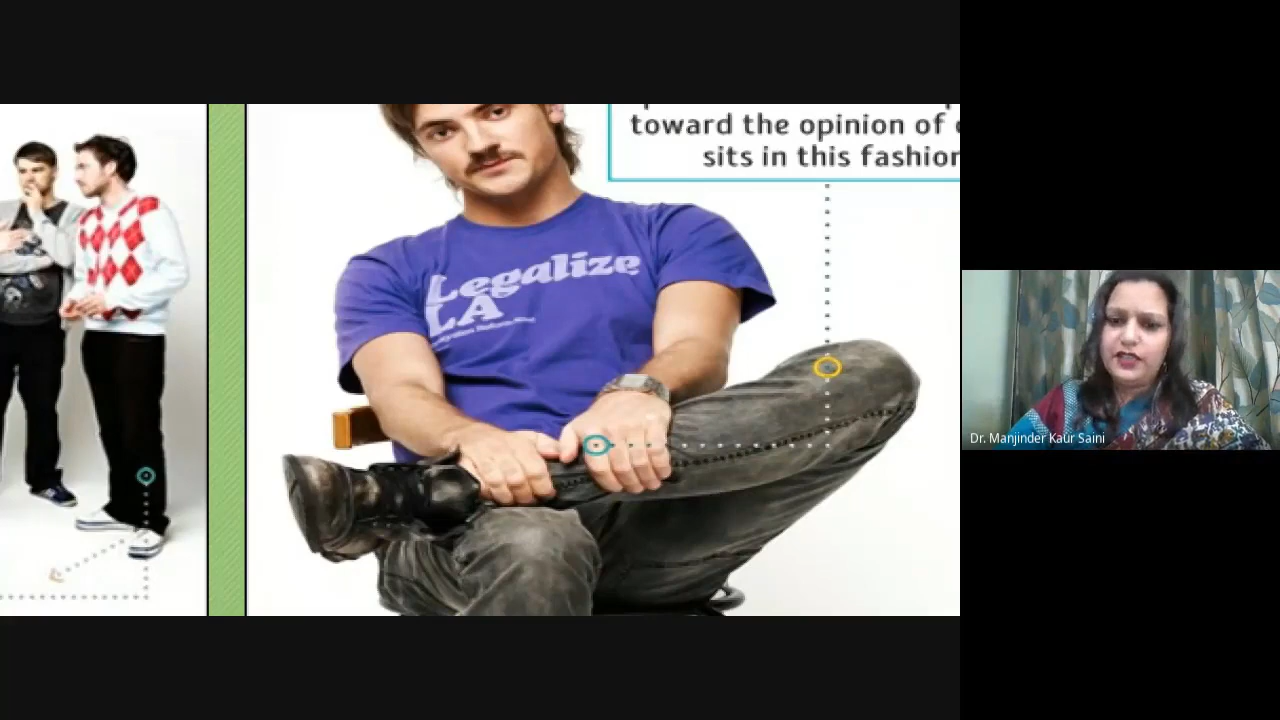 toward the opinion of
sits in this fashion
Legalize
LA
Dr. Manjinder Kaur Saini